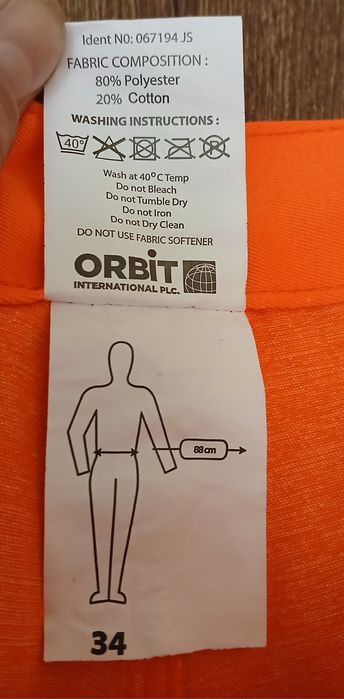 Ident N0: 067194 JS
FABRIC COMPOSITION :
80% Polyester
20% Cotton
WASHING INSTRUCTIONS :
40°
Wash at 40°C Temp
Do not Bleach
Do not Tumble Dry
Do not Iron
Do not Dry Clean
DO NOT USE FABRIC SOFTENER
ORBiT
INTERNATIONAL PLC.
88cm
34